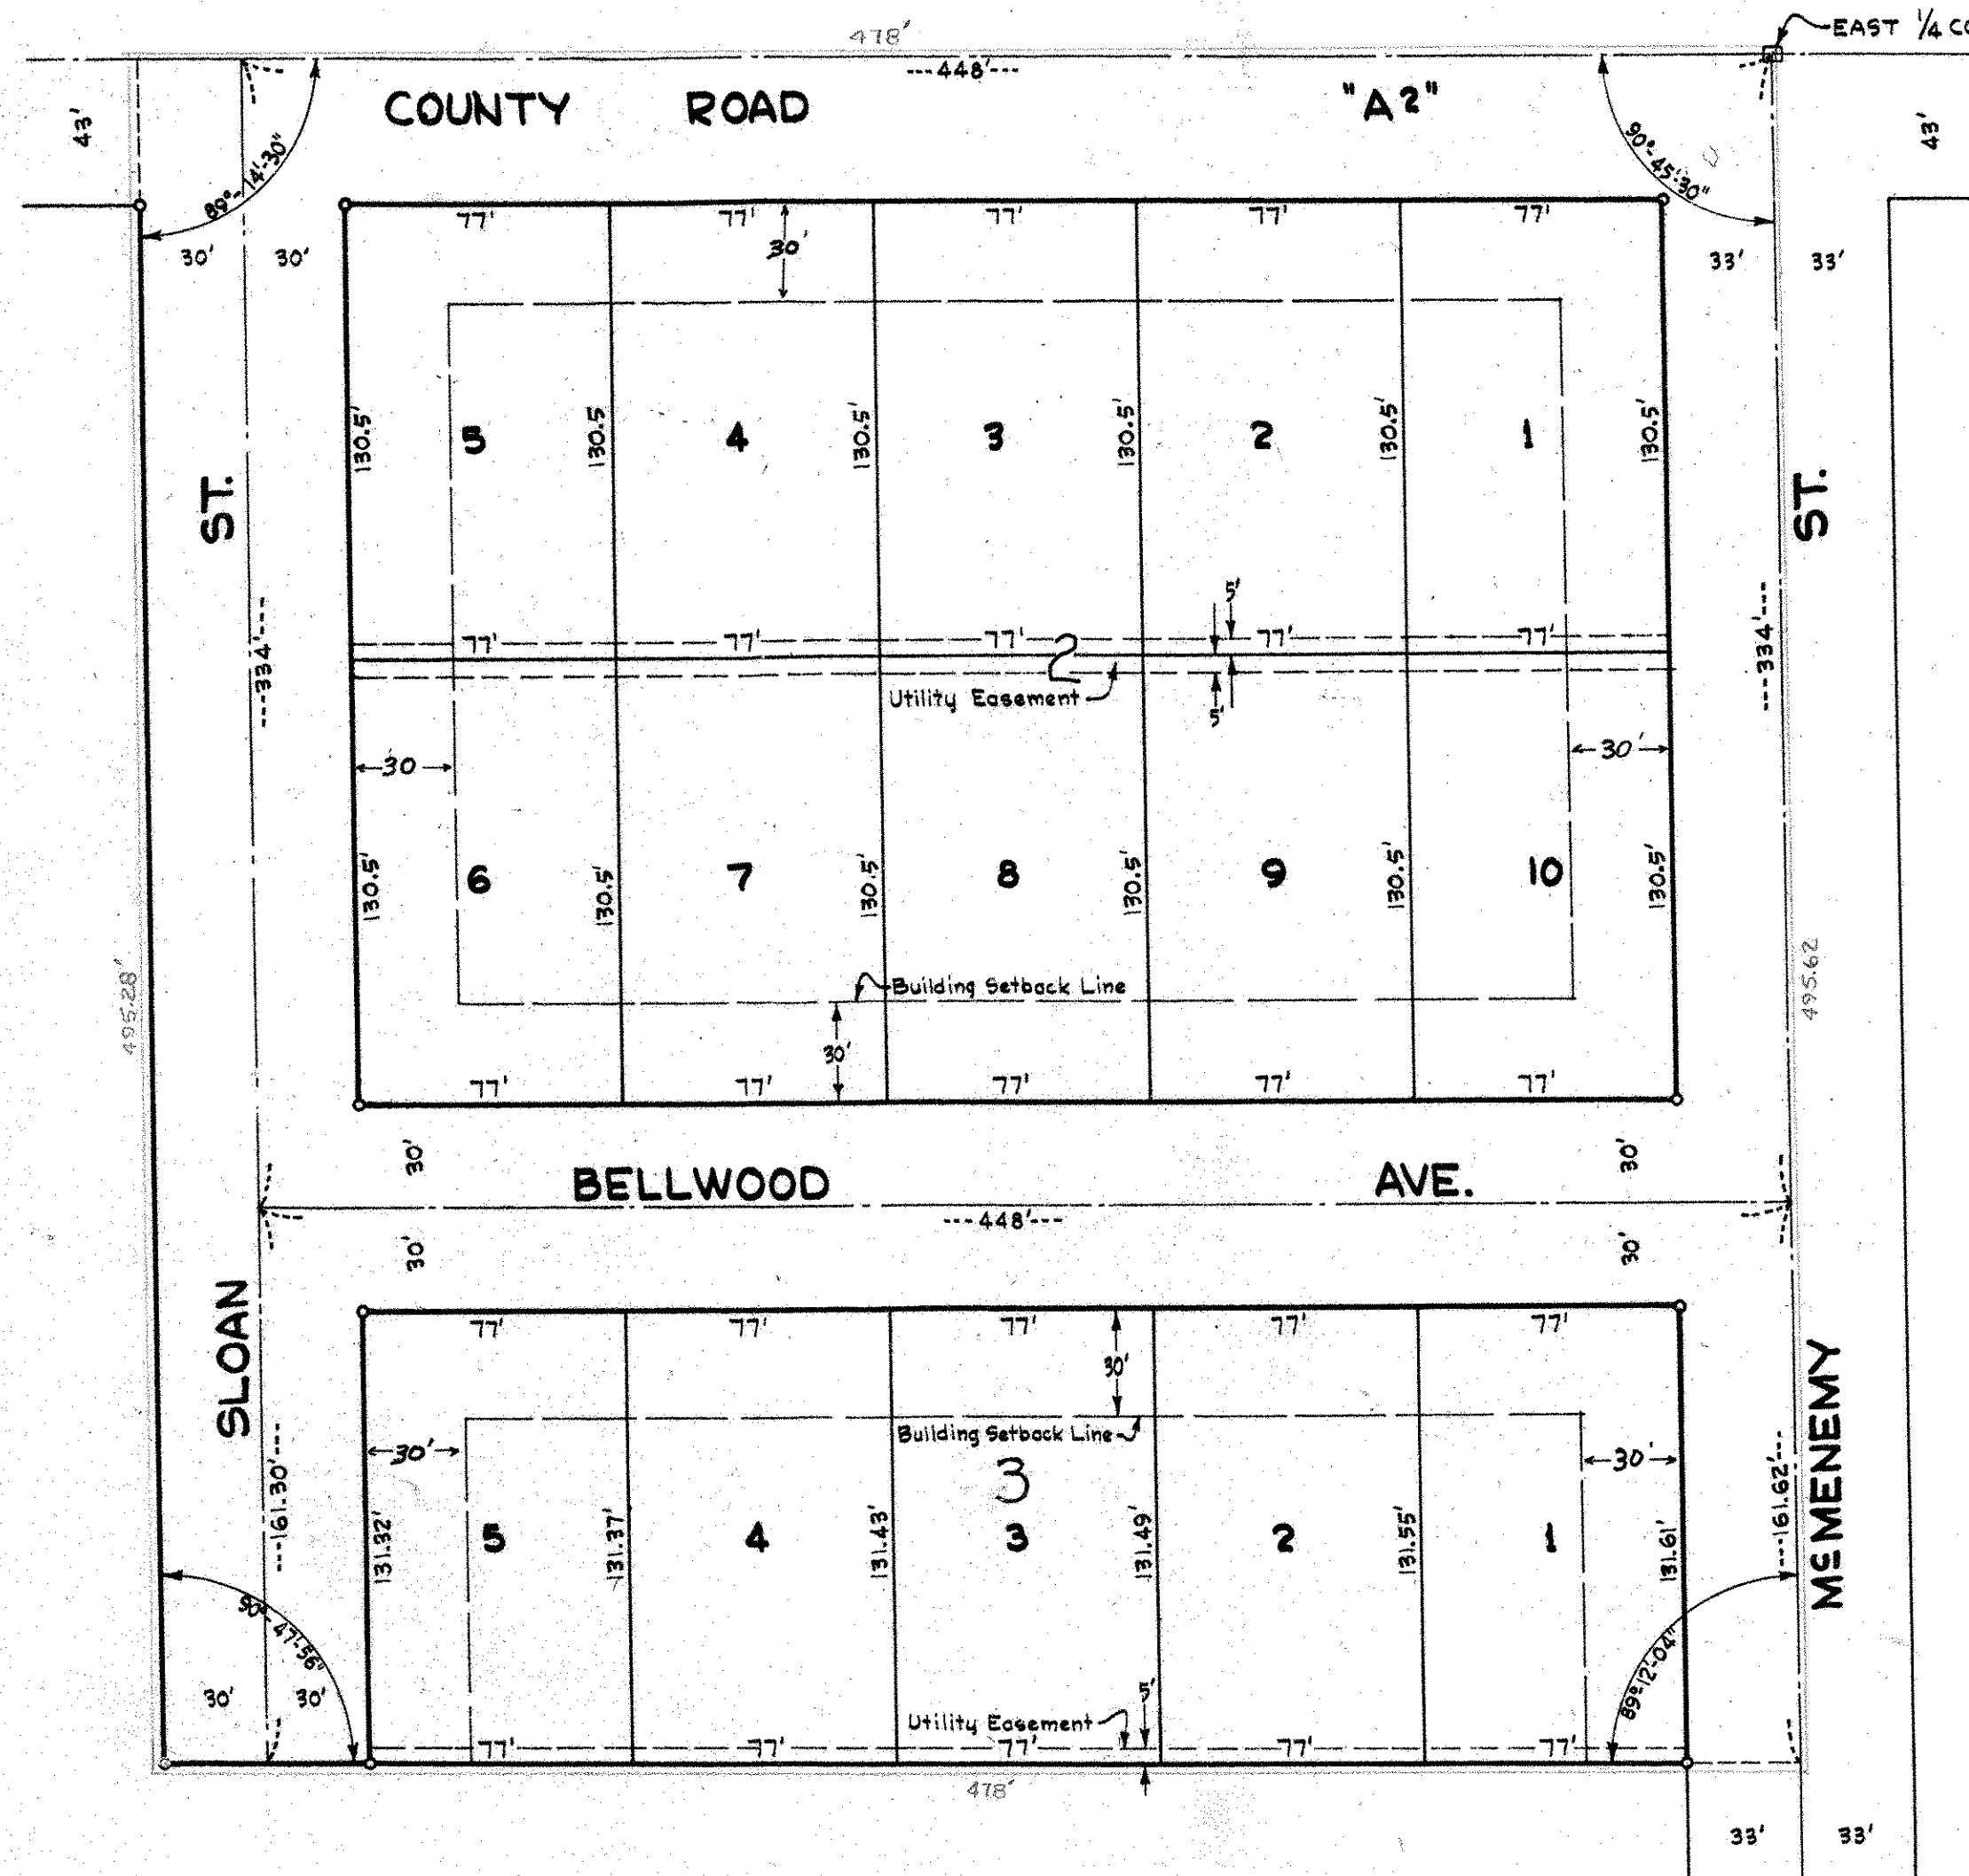 478'
EAST 1/4 CO
---448'---
COUNTY ROAD "A2"
43'
43'
89°-14'-30"
90°-45'-30"
30' 30'
33' 33'
77' 77' 77' 77' 77'
30'
130.5' 130.5 130.5' 130.5' 130.5' 130.5'
5 4 3 2 1
ST.
ST.
5'
---334'---
---334'---
77' 77' 77' 77' 77'
2
Utility Easement
5'
30
30'
130.5' 130.5' 130.5' 130.5' 130.5' 130.5'
6 7 8 9 10
495.28'
495.62
Building Setback Line
30'
77' 77' 77' 77' 77'
30'
30'
BELLWOOD AVE.
---448'---
30'
30'
SLOAN
McMENEMY
77' 77' 77' 77' 77'
30'
Building Setback Line
30'
30'
3
---161.30'---
---161.62'---
131.32' 131.37' 131.43' 131.49' 131.55' 131.61'
5 4 3 2 1
90°-47'-56"
89°-12'-04"
30' 30'
5'
Utility Easement
77' 77' 77' 77' 77'
478'
33' 33'